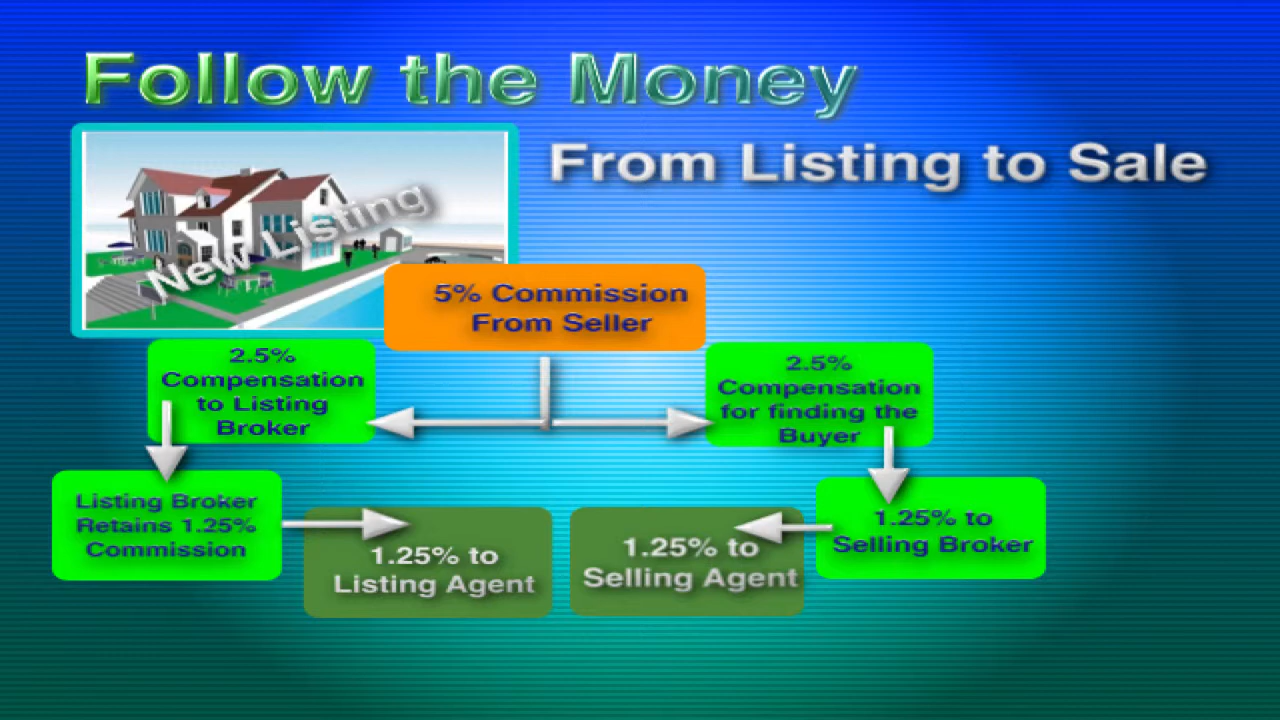 Follow the Money
From Listing to Sale
New Listing
5% Commission
From Seller
2.5%
Compensation
to Listing
Broker
2.5%
Compensation
for finding the
Buyer
Listing Broker
Retains 1.25%
Commission
1.25% to
Listing Agent
1.25% to
Selling Agent
1.25% to
Selling Broker